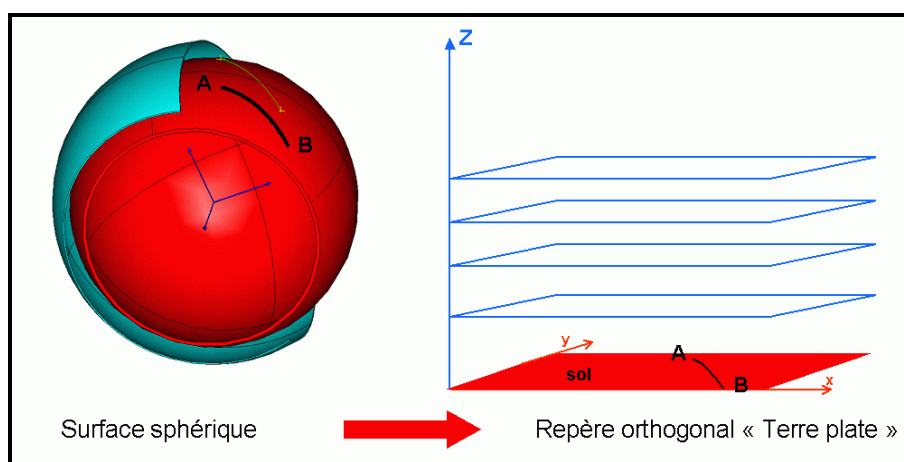 A
B
Z
y
A
sol
B
x
Surface sphérique
Repère orthogonal « Terre plate »